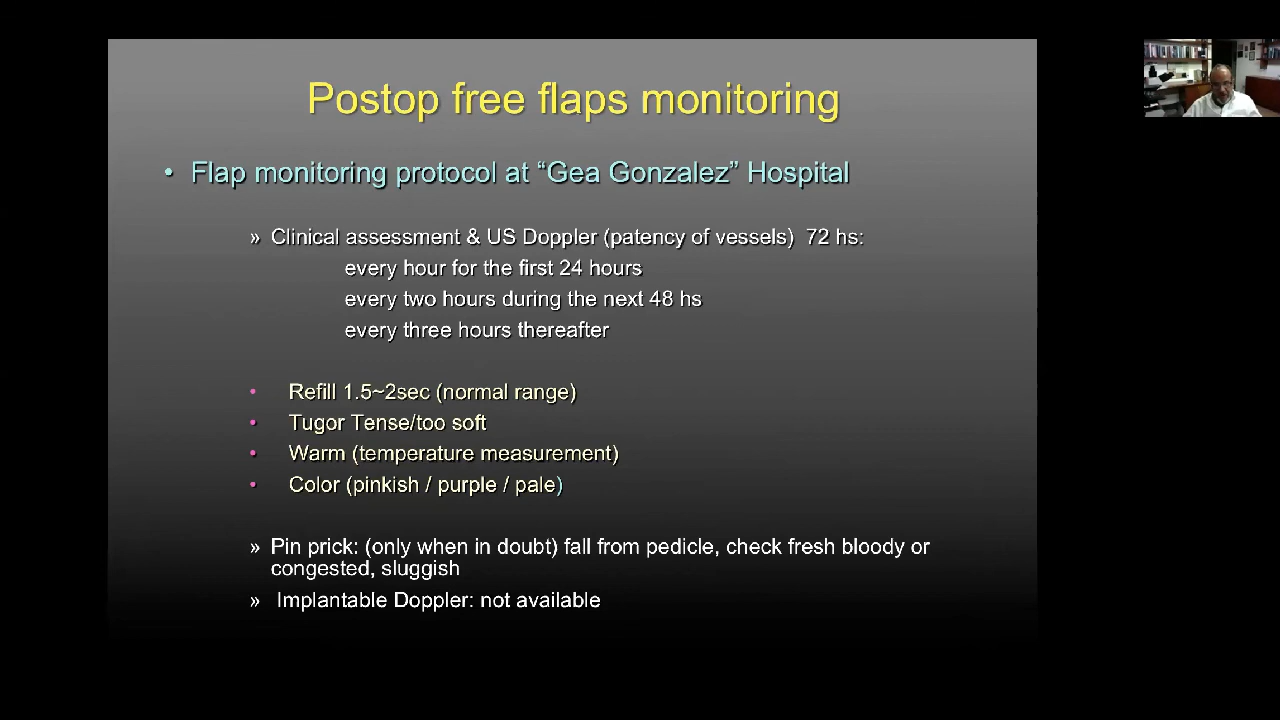 Postop free flaps monitoring
• Flap monitoring protocol at “Gea Gonzalez” Hospital
» Clinical assessment & US Doppler (patency of vessels) 72 hs:
every hour for the first 24 hours
every two hours during the next 48 hs
every three hours thereafter
• Refill 1.5~2sec (normal range)
• Tugor Tense/too soft
• Warm (temperature measurement)
• Color (pinkish / purple / pale)
» Pin prick: (only when in doubt) fall from pedicle, check fresh bloody or
congested, sluggish
» Implantable Doppler: not available